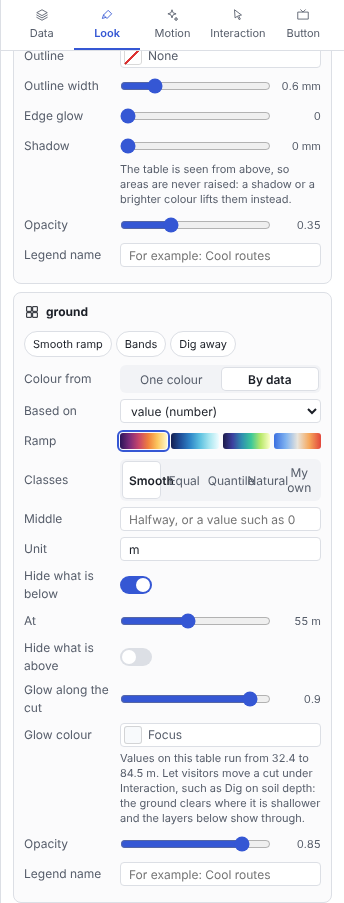 Data Look Motion Interaction Button
Outline None
Outline width 0.6 mm
Edge glow 0
Shadow 0 mm
The table is seen from above, so
areas are never raised: a shadow or a
brighter colour lifts them instead.
Opacity 0.35
Legend name For example: Cool routes
ground
Smooth ramp Bands Dig away
Colour from One colour By data
Based on value (number)
Ramp
Classes Smooth Equal Quantile Natural My own
Middle Halfway, or a value such as 0
Unit m
Hide what is
below
At 55 m
Hide what is
above
Glow along the
cut 0.9
Glow colour Focus
Values on this table run from 32.4 to
84.5 m. Let visitors move a cut under
Interaction, such as Dig on soil depth:
the ground clears where it is shallower
and the layers below show through.
Opacity 0.85
Legend name For example: Cool routes